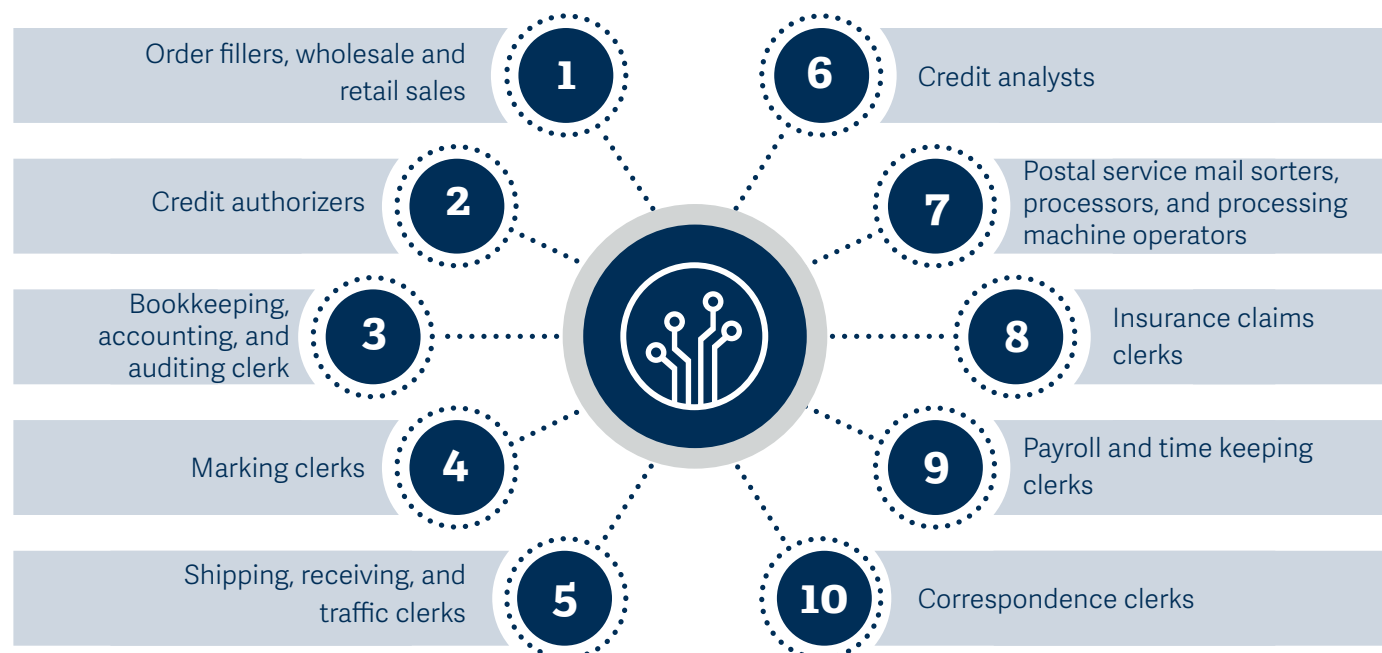 1
Order fillers, wholesale and
retail sales
2
Credit authorizers
3
Bookkeeping,
accounting, and
auditing clerk
4
Marking clerks
5
Shipping, receiving, and
traffic clerks
6
Credit analysts
7
Postal service mail sorters,
processors, and processing
machine operators
8
Insurance claims
clerks
9
Payroll and time keeping
clerks
10
Correspondence clerks